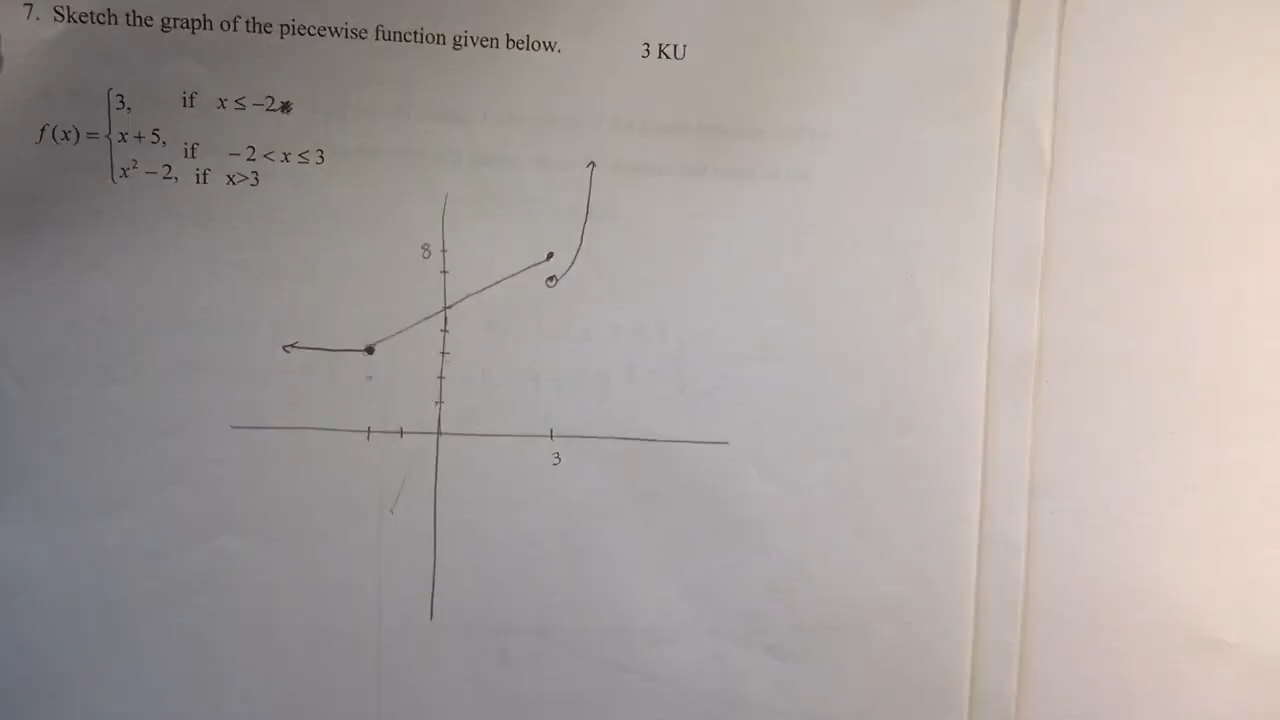 7. Sketch the graph of the piecewise function given below. 3 KU
3, if x ≤ −2
f(x) = { x + 5, if −2 < x ≤ 3
x² − 2, if x>3
8
3